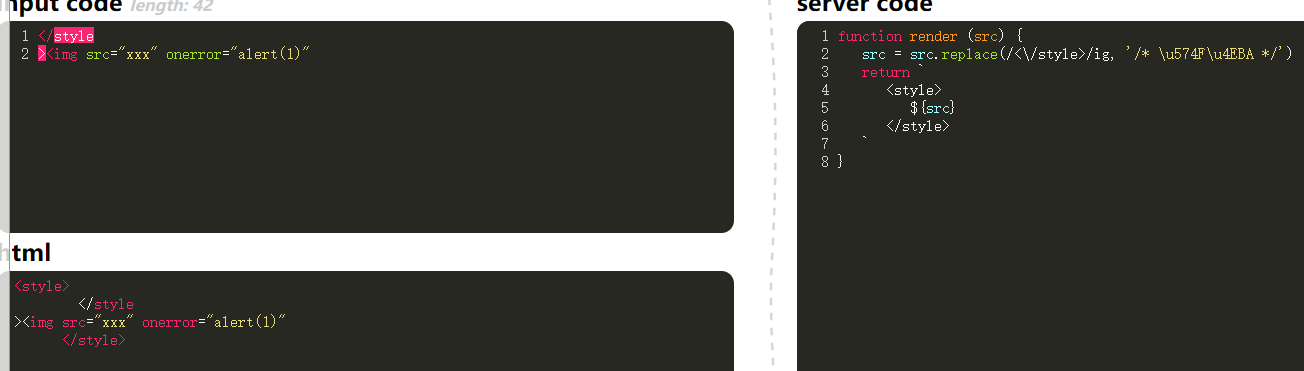 input code length: 42
1 </style
2 ><img src="xxx" onerror="alert(1)"
html
<style>
</style
><img src="xxx" onerror="alert(1)"
</style>
server code
1 function render (src) {
2 src = src.replace(/<\/style>/ig, '/* \u574F\u4EBA */')
3 return `
4 <style>
5 ${src}
6 </style>
7 `
8 }